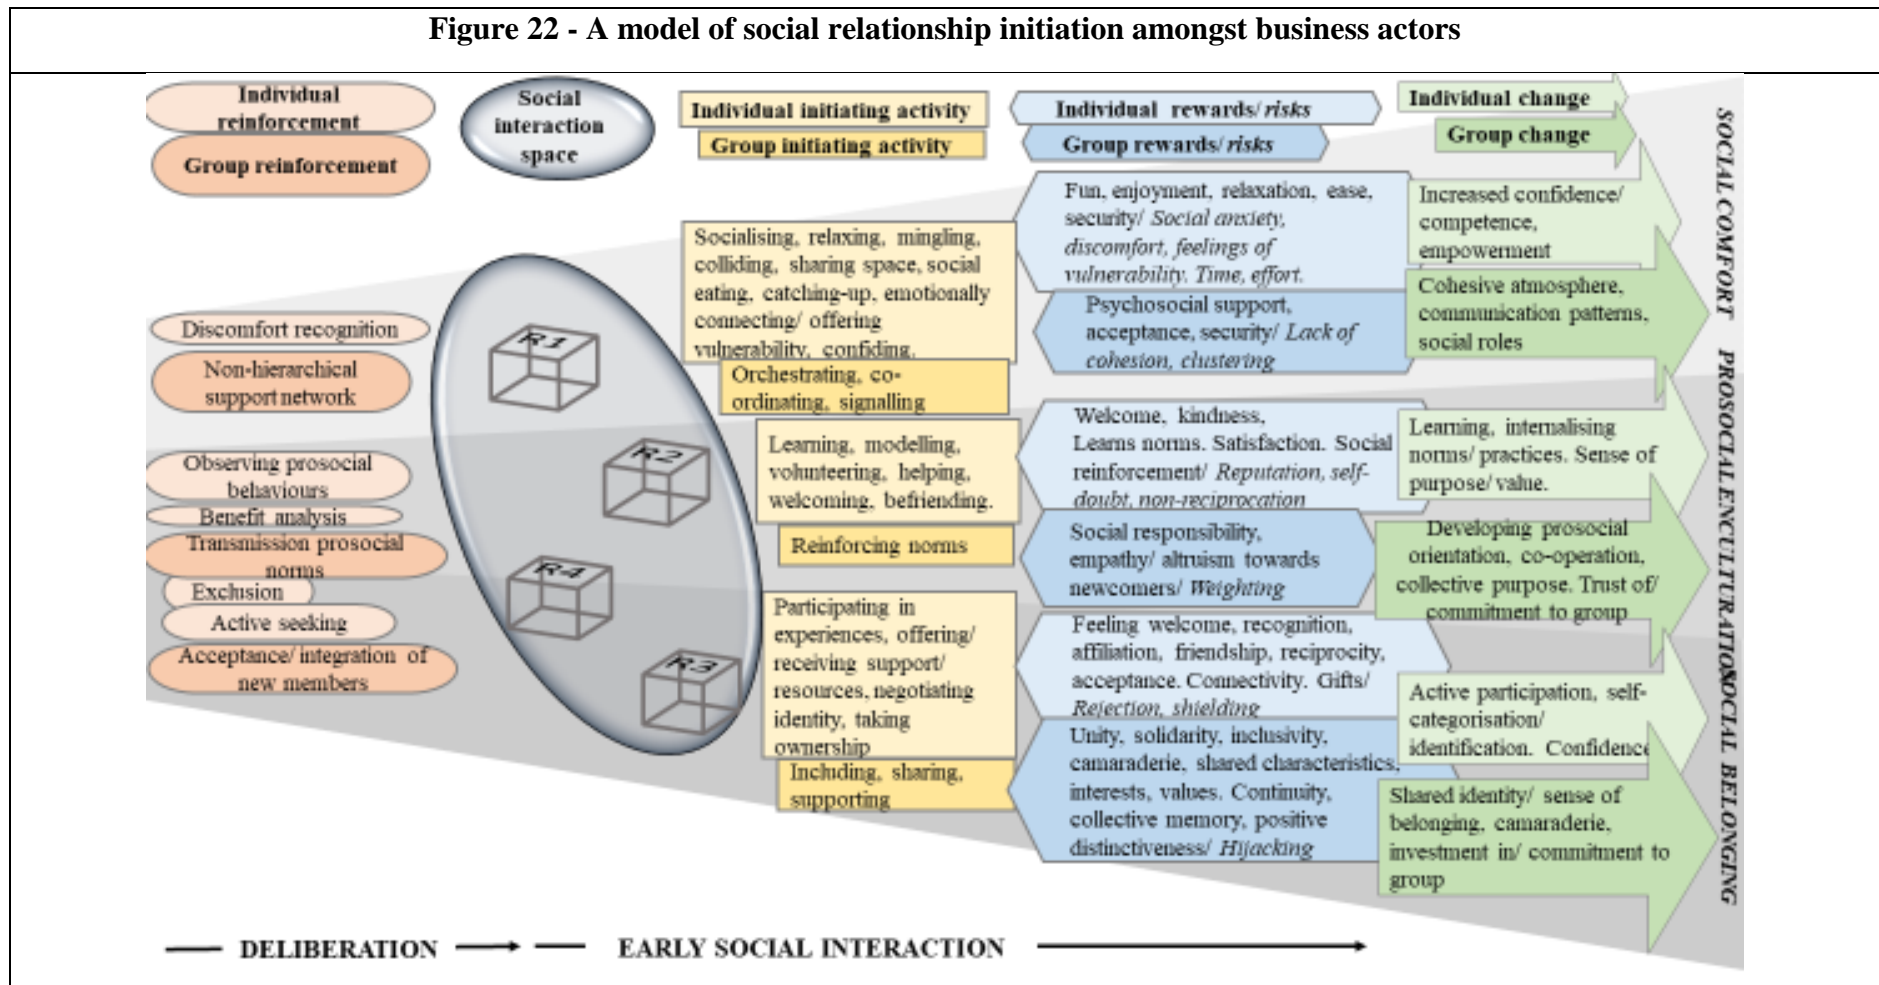 Figure 22 - A model of social relationship initiation amongst business actors
Individual
reinforcement
Group reinforcement
Social
interaction
space
Individual initiating activity
Group initiating activity
Individual rewards/ risks
Group rewards/ risks
Individual change
Group change
Discomfort recognition
Non-hierarchical
support network
Observing prosocial
behaviours
Benefit analysis
Transmission prosocial
norms
Exclusion
Active seeking
Acceptance/ integration of
new members
R1
R2
R4
R3
Socialising, relaxing, mingling,
colliding, sharing space, social
eating, catching-up, emotionally
connecting/ offering
vulnerability, confiding.
Orchestrating, co-
ordinating, signalling
Learning, modelling,
volunteering, helping,
welcoming, befriending.
Reinforcing norms
Participating in
experiences, offering/
receiving support/
resources, negotiating
identity, taking
ownership
Including, sharing,
supporting
Fun, enjoyment, relaxation, ease,
security/ Social anxiety,
discomfort, feelings of
vulnerability. Time, effort.
Psychosocial support,
acceptance, security/ Lack of
cohesion, clustering
Welcome, kindness,
Learns norms. Satisfaction. Social
reinforcement/ Reputation, self-
doubt, non-reciprocation
Social responsibility,
empathy/ altruism towards
newcomers/ Weighting
Feeling welcome, recognition,
affiliation, friendship, reciprocity,
acceptance. Connectivity. Gifts/
Rejection, shielding
Unity, solidarity, inclusivity,
camaraderie, shared characteristics,
interests, values. Continuity,
collective memory, positive
distinctiveness/ Hijacking
Increased confidence/
competence,
empowerment
Cohesive atmosphere,
communication patterns,
social roles
Learning, internalising
norms/ practices. Sense of
purpose/ value.
Developing prosocial
orientation, co-operation,
collective purpose. Trust of/
commitment to group
Active participation, self-
categorisation/
identification. Confidence
Shared identity/ sense of
belonging, camaraderie,
investment in/ commitment to
group
SOCIAL COMFORT
PROSOCIAL ENCULTURATION
SOCIAL BELONGING
DELIBERATION
EARLY SOCIAL INTERACTION